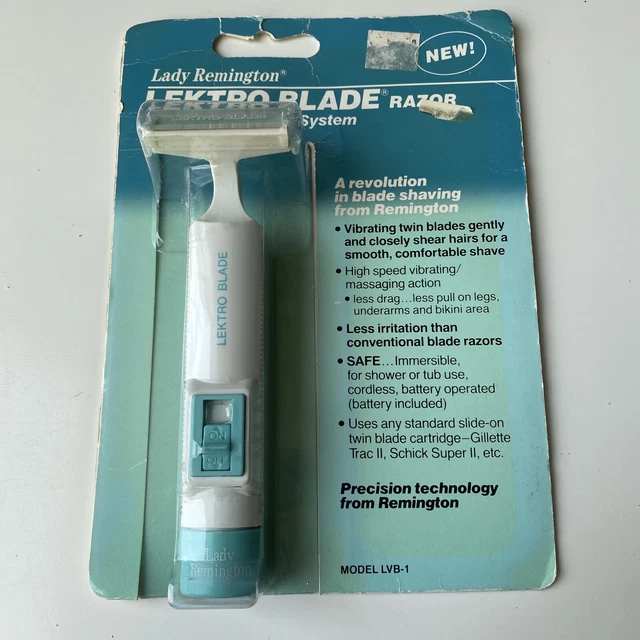 NEW!
Lady Remington®
LEKTRO BLADE® RAZOR
System
LEKTRO BLADE
A revolution
in blade shaving
from Remington
• Vibrating twin blades gently
and closely shear hairs for a
smooth, comfortable shave
• High speed vibrating/
massaging action
• less drag...less pull on legs,
underarms and bikini area
• Less irritation than
conventional blade razors
• SAFE...Immersible,
for shower or tub use,
cordless, battery operated
(battery included)
• Uses any standard slide-on
twin blade cartridge–Gillette
Trac II, Schick Super II, etc.
Precision technology
from Remington
MODEL LVB-1
LEKTRO BLADE
ON
Lady
Remington